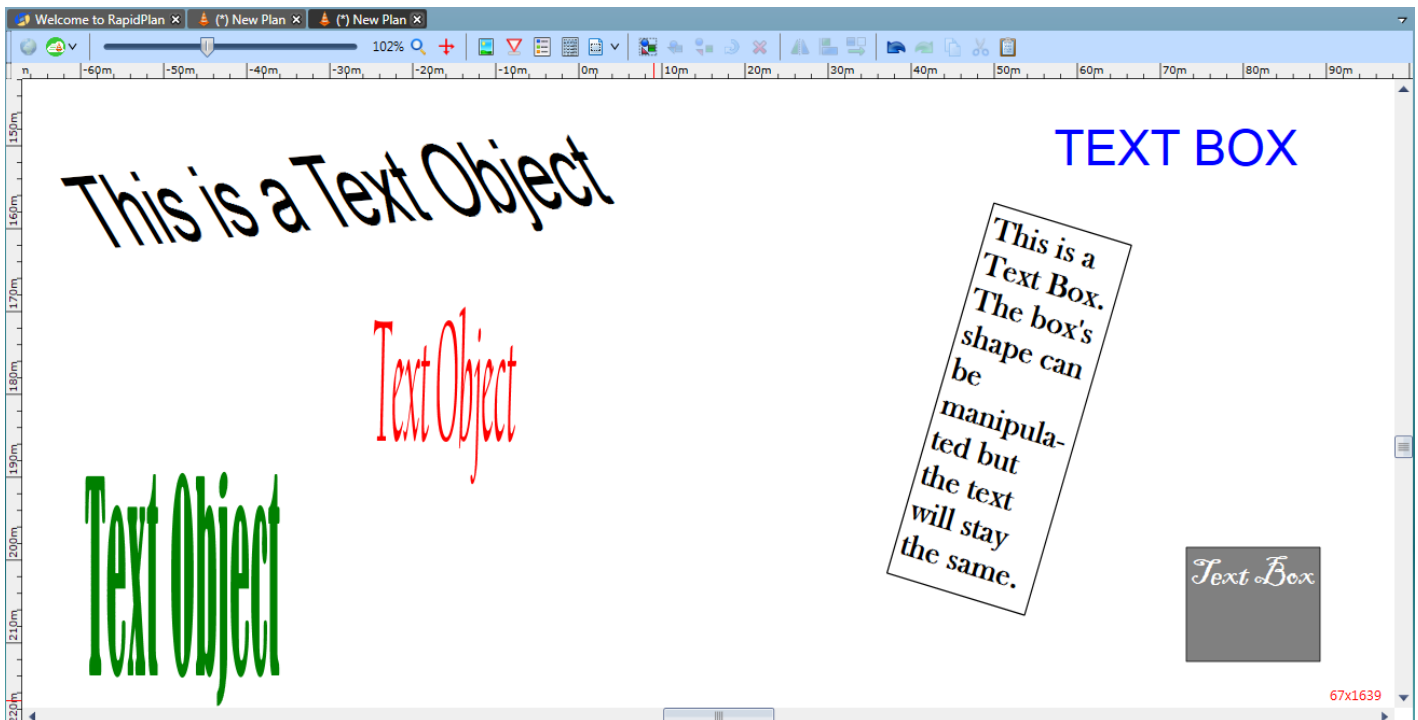 Welcome to RapidPlan × (*) New Plan × (*) New Plan ×
102%
-60m -50m -40m -30m -20m -10m 0m 10m 20m 30m 40m 50m 60m 70m 80m 90m
150m
160m
170m
180m
190m
200m
210m
220m
This is a Text Object
TEXT BOX
This is a
Text Box.
The box's
shape can
be
manipula-
ted but
the text
will stay
the same.
Text Object
Text Object
Text Box
67x1639